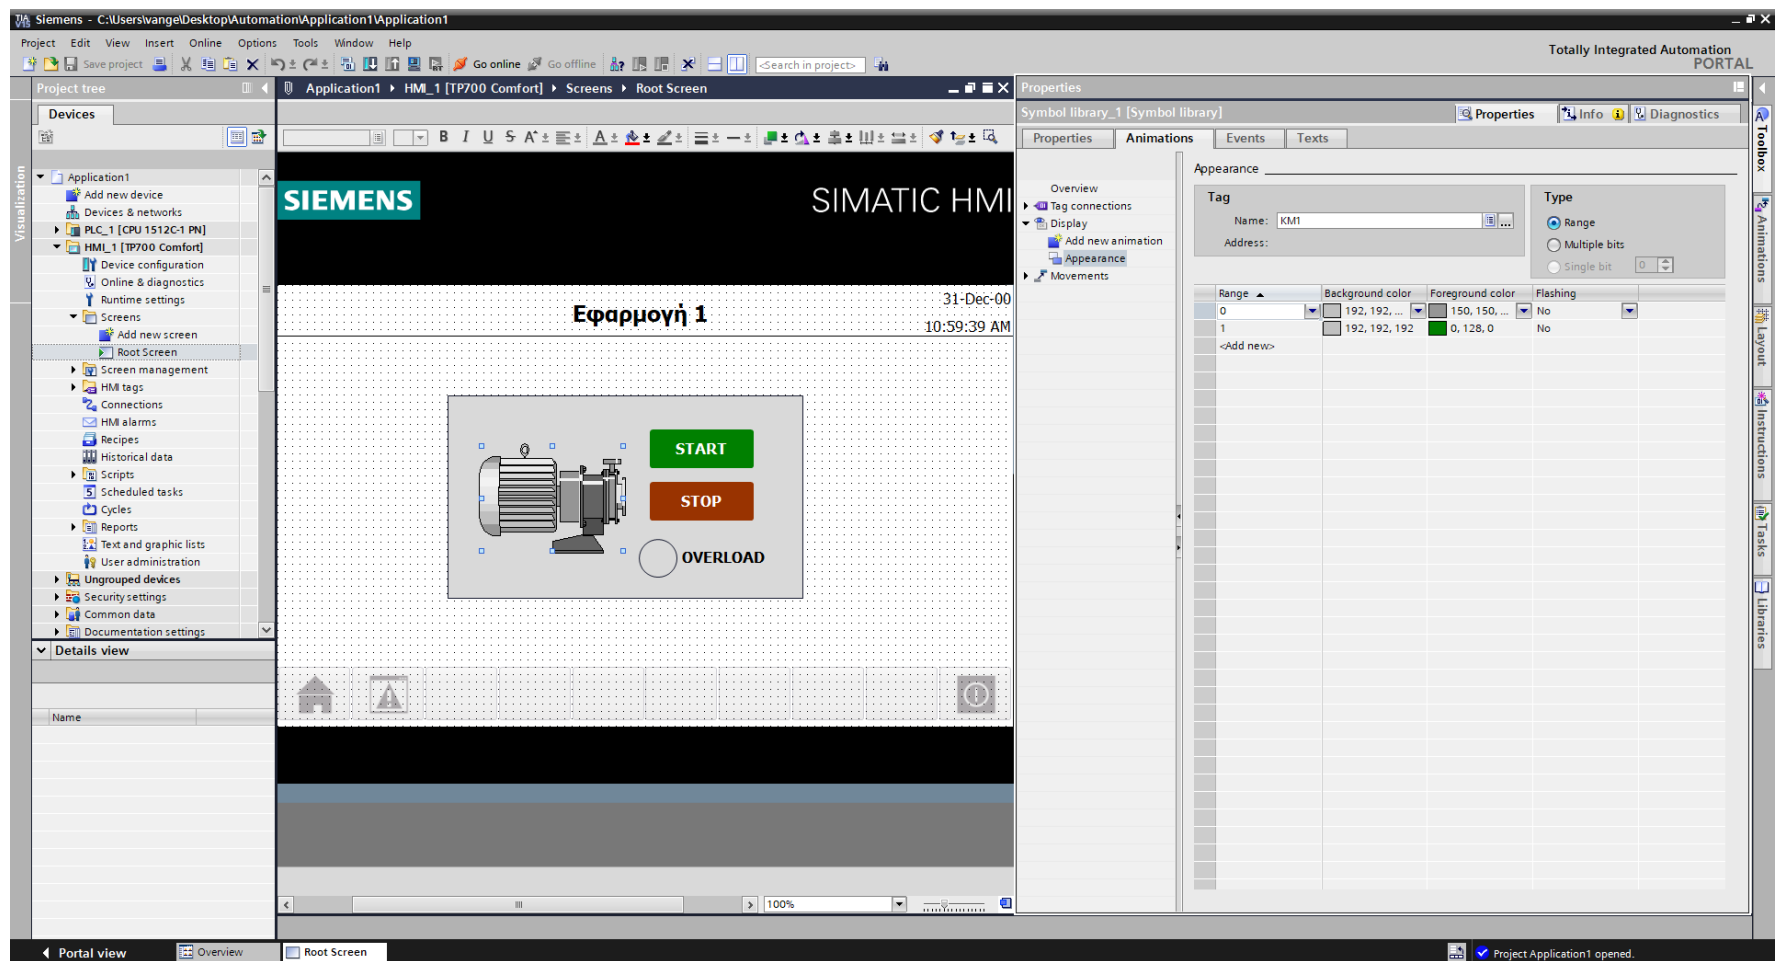 Siemens - C:\Users\vange\Desktop\Automation\Application1\Application1
Project Edit View Insert Online Options Tools Window Help
Totally Integrated Automation
PORTAL
Save project Go online Go offline <Search in project>
Project tree
Application1 HMI_1 [TP700 Comfort] Screens Root Screen
Properties
Devices
Symbol library_1 [Symbol library]
Properties Info Diagnostics
B I U S A
Properties Animations Events Texts
Visualization
Application1
Add new device
Devices & networks
PLC_1 [CPU 1512C-1 PN]
HMI_1 [TP700 Comfort]
Device configuration
Online & diagnostics
Runtime settings
Screens
Add new screen
Root Screen
Screen management
HMI tags
Connections
HMI alarms
Recipes
Historical data
Scripts
Scheduled tasks
Cycles
Reports
Text and graphic lists
User administration
Ungrouped devices
Security settings
Common data
Documentation settings
Details view
Name
SIEMENS
SIMATIC HMI
Εφαρμογή 1
31-Dec-00
10:59:39 AM
START
STOP
OVERLOAD
100%
Overview
Tag connections
Display
Add new animation
Appearance
Movements
Appearance
Tag
Name: KM1
Address:
Type
Range
Multiple bits
Single bit 0
Range Background color Foreground color Flashing
0 192, 192, ... 150, 150, ... No
1 192, 192, 192 0, 128, 0 No
<Add new>
Toolbox
Animations
Layout
Instructions
Tasks
Libraries
Portal view Overview Root Screen
Project Application1 opened.